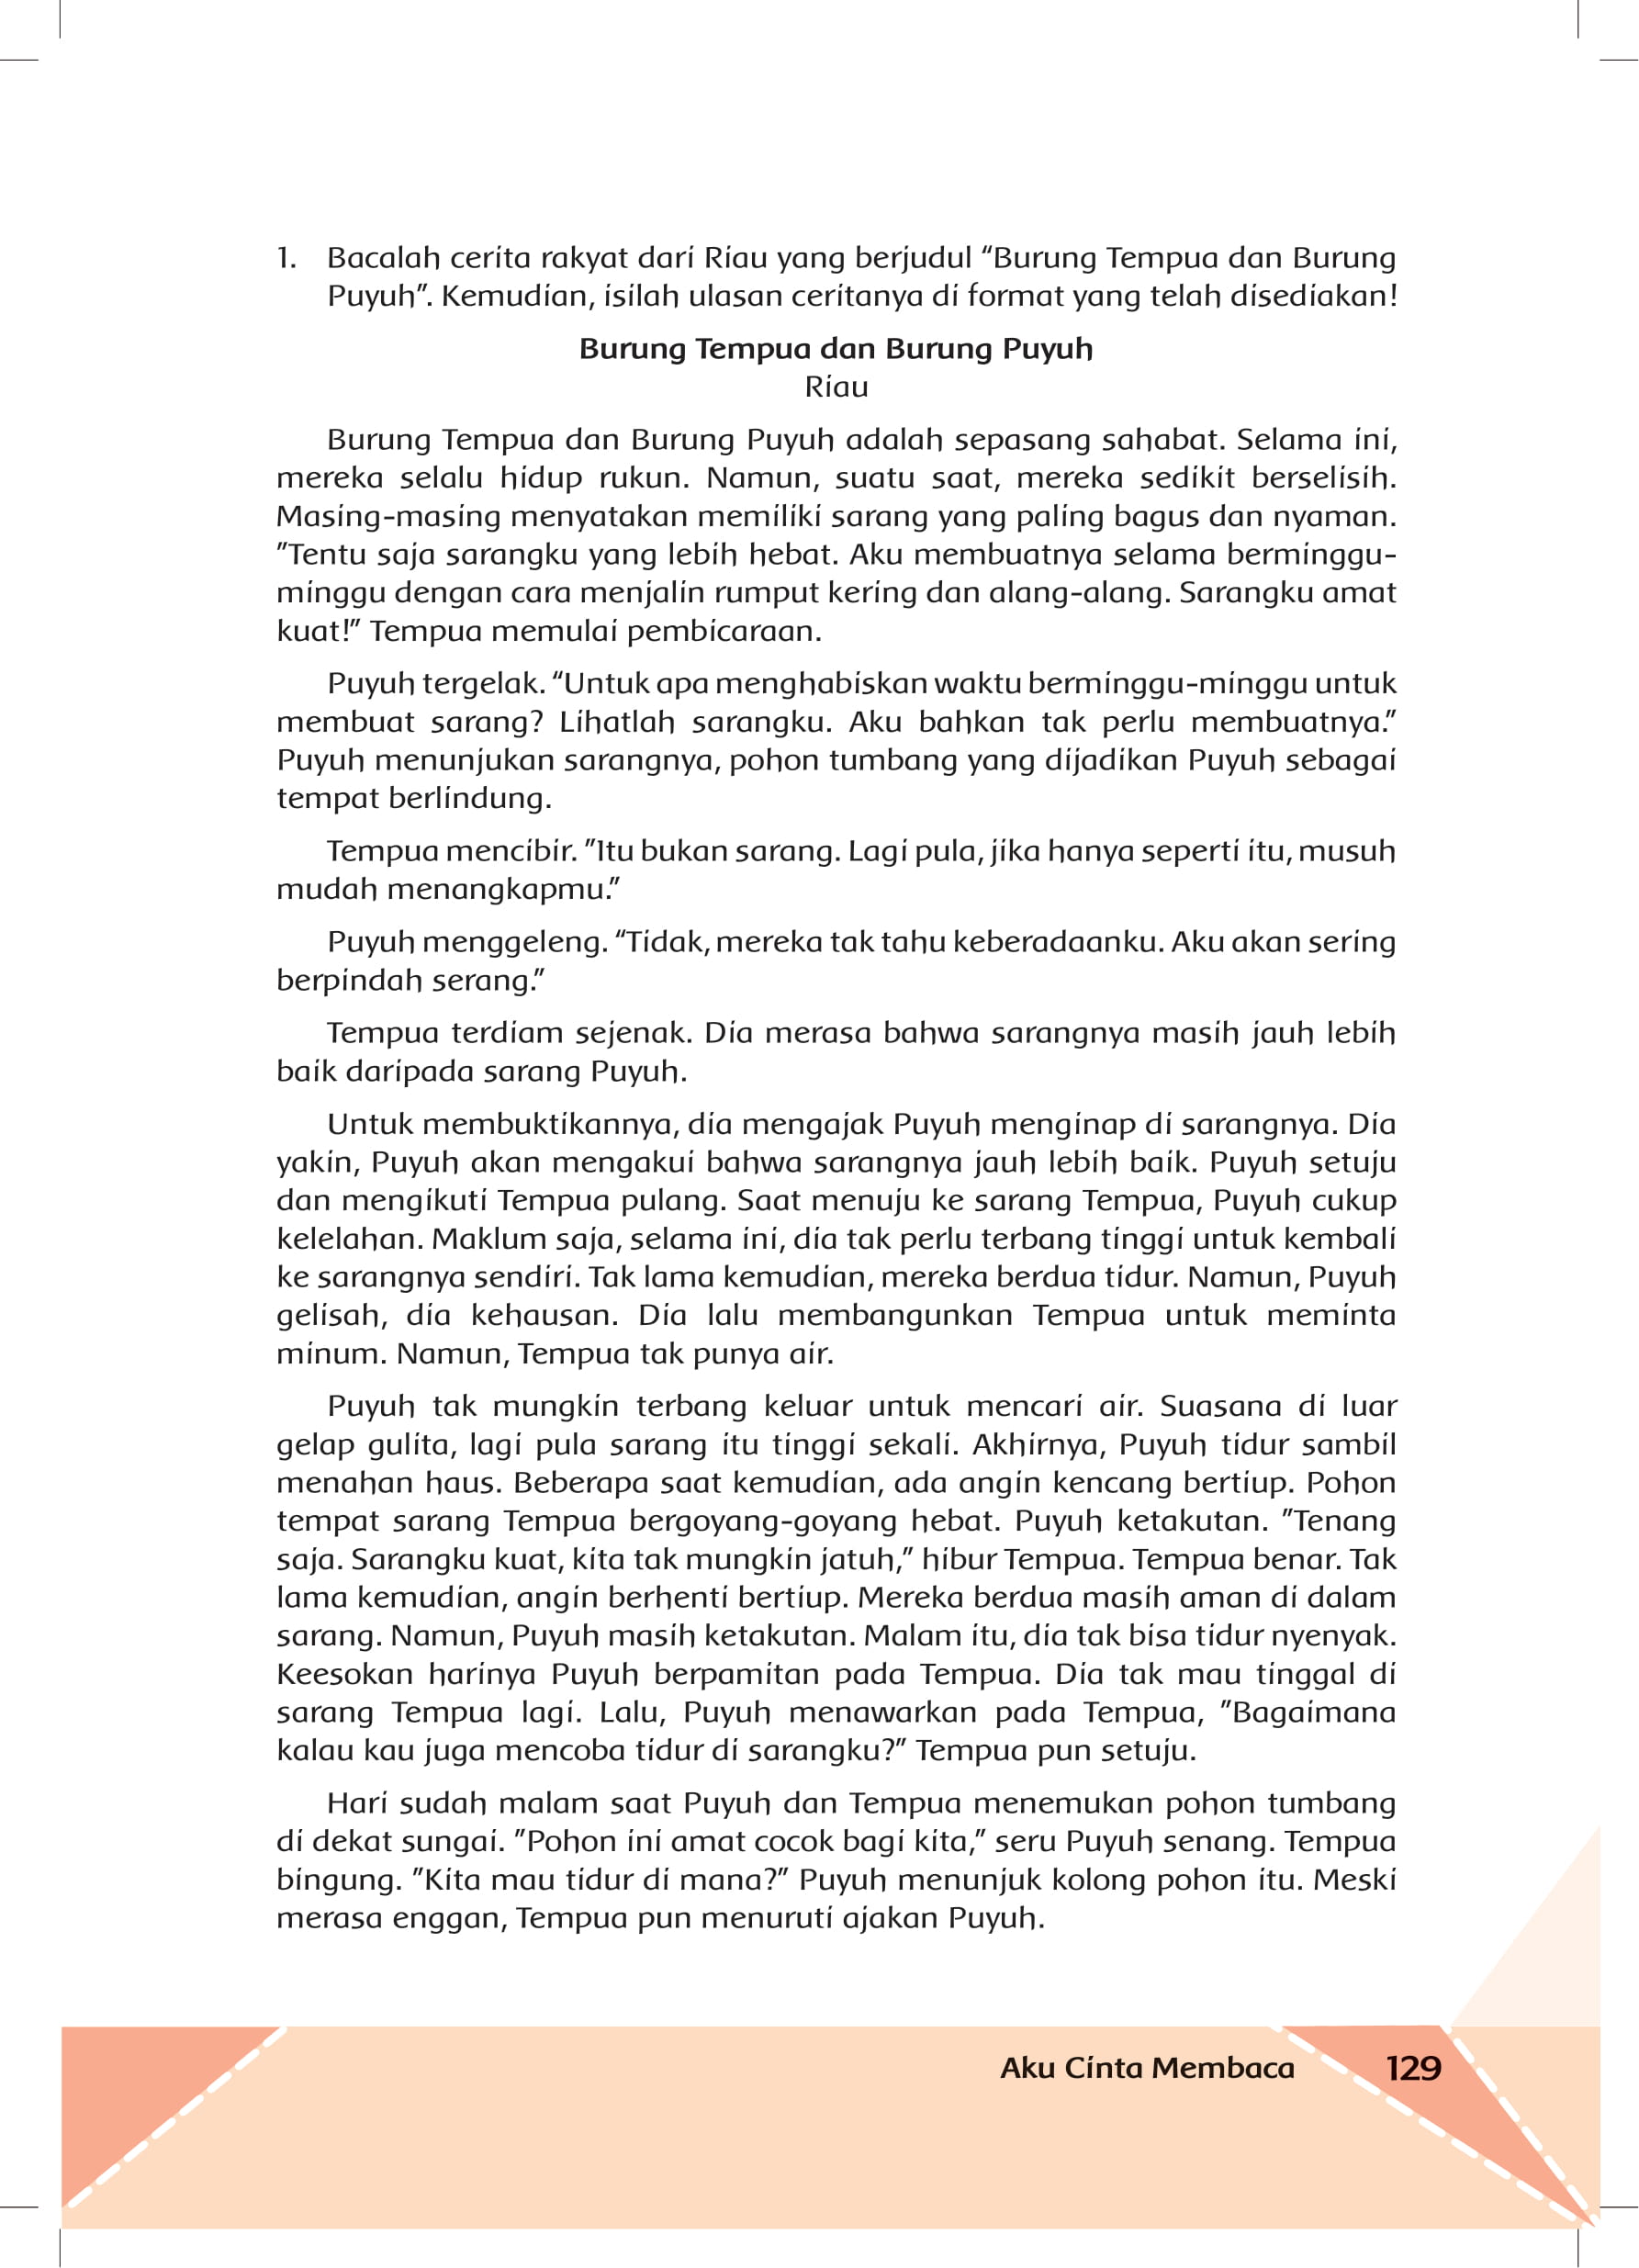 1. Bacalah cerita rakyat dari Riau yang berjudul “Burung Tempua dan Burung
Puyuh”. Kemudian, isilah ulasan ceritanya di format yang telah disediakan!
Burung Tempua dan Burung Puyuh
Riau
Burung Tempua dan Burung Puyuh adalah sepasang sahabat. Selama ini,
mereka selalu hidup rukun. Namun, suatu saat, mereka sedikit berselisih.
Masing-masing menyatakan memiliki sarang yang paling bagus dan nyaman.
”Tentu saja sarangku yang lebih hebat. Aku membuatnya selama berminggu-
minggu dengan cara menjalin rumput kering dan alang-alang. Sarangku amat
kuat!” Tempua memulai pembicaraan.
Puyuh tergelak. “Untuk apa menghabiskan waktu berminggu-minggu untuk
membuat sarang? Lihatlah sarangku. Aku bahkan tak perlu membuatnya.”
Puyuh menunjukan sarangnya, pohon tumbang yang dijadikan Puyuh sebagai
tempat berlindung.
Tempua mencibir. ”Itu bukan sarang. Lagi pula, jika hanya seperti itu, musuh
mudah menangkapmu.”
Puyuh menggeleng. “Tidak, mereka tak tahu keberadaanku. Aku akan sering
berpindah serang.”
Tempua terdiam sejenak. Dia merasa bahwa sarangnya masih jauh lebih
baik daripada sarang Puyuh.
Untuk membuktikannya, dia mengajak Puyuh menginap di sarangnya. Dia
yakin, Puyuh akan mengakui bahwa sarangnya jauh lebih baik. Puyuh setuju
dan mengikuti Tempua pulang. Saat menuju ke sarang Tempua, Puyuh cukup
kelelahan. Maklum saja, selama ini, dia tak perlu terbang tinggi untuk kembali
ke sarangnya sendiri. Tak lama kemudian, mereka berdua tidur. Namun, Puyuh
gelisah, dia kehausan. Dia lalu membangunkan Tempua untuk meminta
minum. Namun, Tempua tak punya air.
Puyuh tak mungkin terbang keluar untuk mencari air. Suasana di luar
gelap gulita, lagi pula sarang itu tinggi sekali. Akhirnya, Puyuh tidur sambil
menahan haus. Beberapa saat kemudian, ada angin kencang bertiup. Pohon
tempat sarang Tempua bergoyang-goyang hebat. Puyuh ketakutan. ”Tenang
saja. Sarangku kuat, kita tak mungkin jatuh,” hibur Tempua. Tempua benar. Tak
lama kemudian, angin berhenti bertiup. Mereka berdua masih aman di dalam
sarang. Namun, Puyuh masih ketakutan. Malam itu, dia tak bisa tidur nyenyak.
Keesokan harinya Puyuh berpamitan pada Tempua. Dia tak mau tinggal di
sarang Tempua lagi. Lalu, Puyuh menawarkan pada Tempua, ”Bagaimana
kalau kau juga mencoba tidur di sarangku?” Tempua pun setuju.
Hari sudah malam saat Puyuh dan Tempua menemukan pohon tumbang
di dekat sungai. ”Pohon ini amat cocok bagi kita,” seru Puyuh senang. Tempua
bingung. ”Kita mau tidur di mana?” Puyuh menunjuk kolong pohon itu. Meski
merasa enggan, Tempua pun menuruti ajakan Puyuh.
Aku Cinta Membaca 129